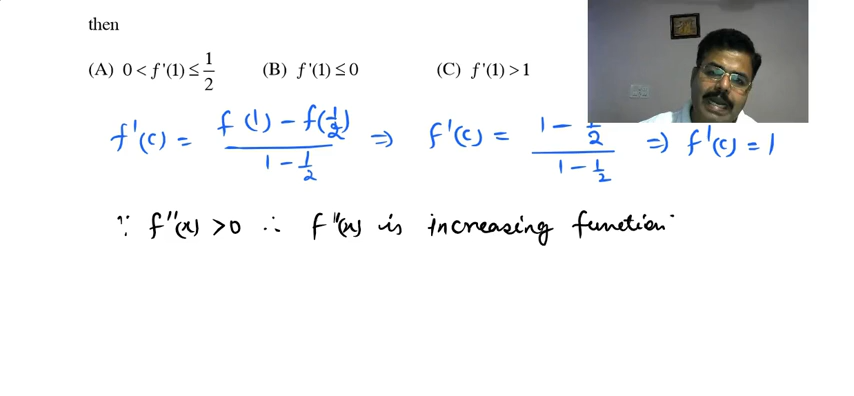 then
(A) 0 < f'(1) ≤ 1/2 (B) f'(1) ≤ 0 (C) f'(1) > 1
f'(c) = (f(1) − f(1/2)) / (1 − 1/2) ⇒ f'(c) = (1 − 1/2) / (1 − 1/2) ⇒ f'(c) = 1
∵ f''(x) > 0 ∴ f''(x) is increasing function